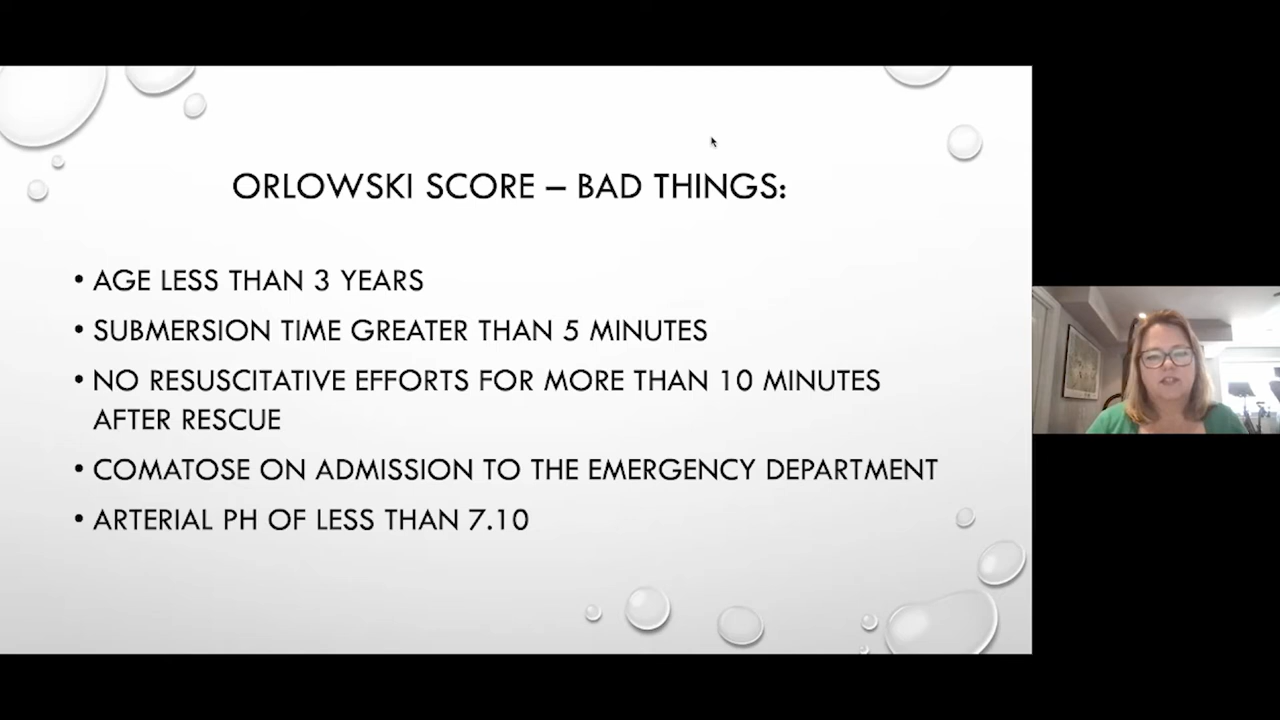 ORLOWSKI SCORE – BAD THINGS:
• AGE LESS THAN 3 YEARS
• SUBMERSION TIME GREATER THAN 5 MINUTES
• NO RESUSCITATIVE EFFORTS FOR MORE THAN 10 MINUTES
AFTER RESCUE
• COMATOSE ON ADMISSION TO THE EMERGENCY DEPARTMENT
• ARTERIAL PH OF LESS THAN 7.10